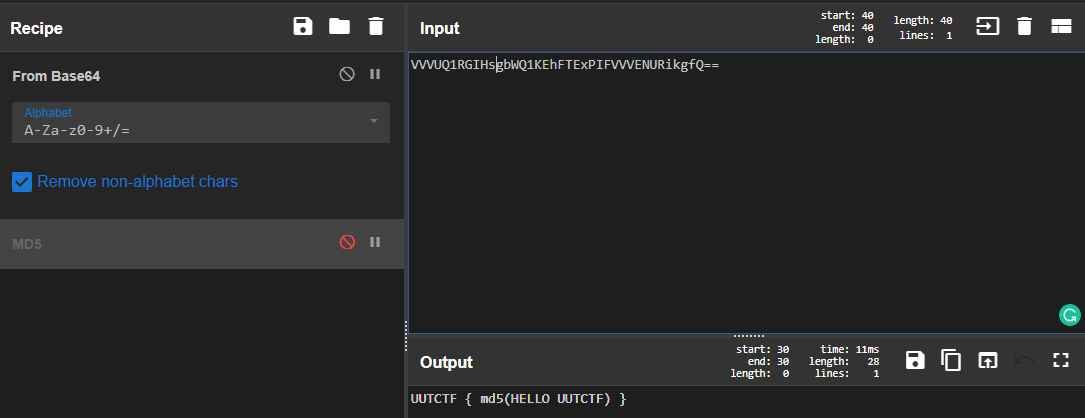 Recipe
From Base64
Alphabet
A-Za-z0-9+/=
Remove non-alphabet chars
MD5
Input
start: 40
end: 40
length: 0
length: 40
lines: 1
VVVUQ1RGIHsgbWQ1KEhFTExPIFVVVENURikgfQ==
Output
start: 30
end: 30
length: 0
time: 11ms
length: 28
lines: 1
UUTCTF { md5(HELLO UUTCTF) }